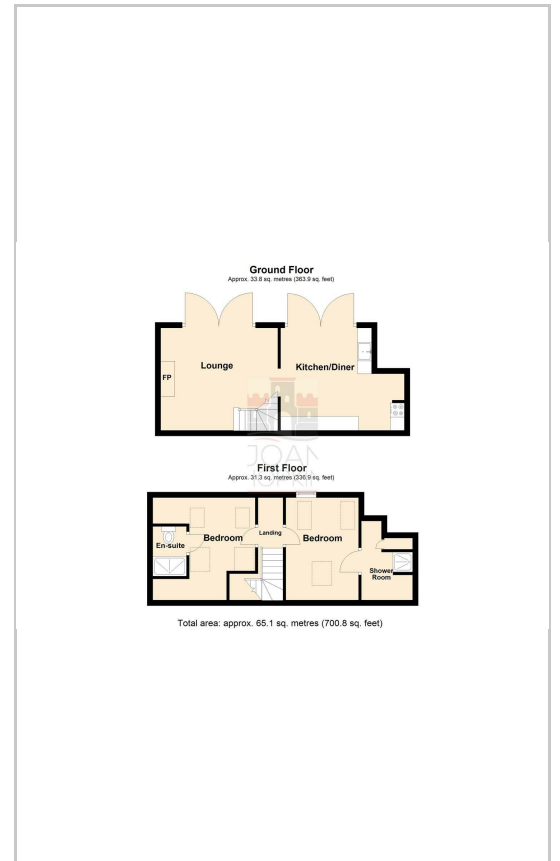 Ground Floor
Approx. 33.8 sq. metres (363.9 sq. feet)
Lounge
Kitchen/Diner
FP
JOAN
HOPKIN
First Floor
Approx. 31.3 sq. metres (336.9 sq. feet)
Landing
En-suite
Bedroom
Bedroom
Shower
Room
Total area: approx. 65.1 sq. metres (700.8 sq. feet)